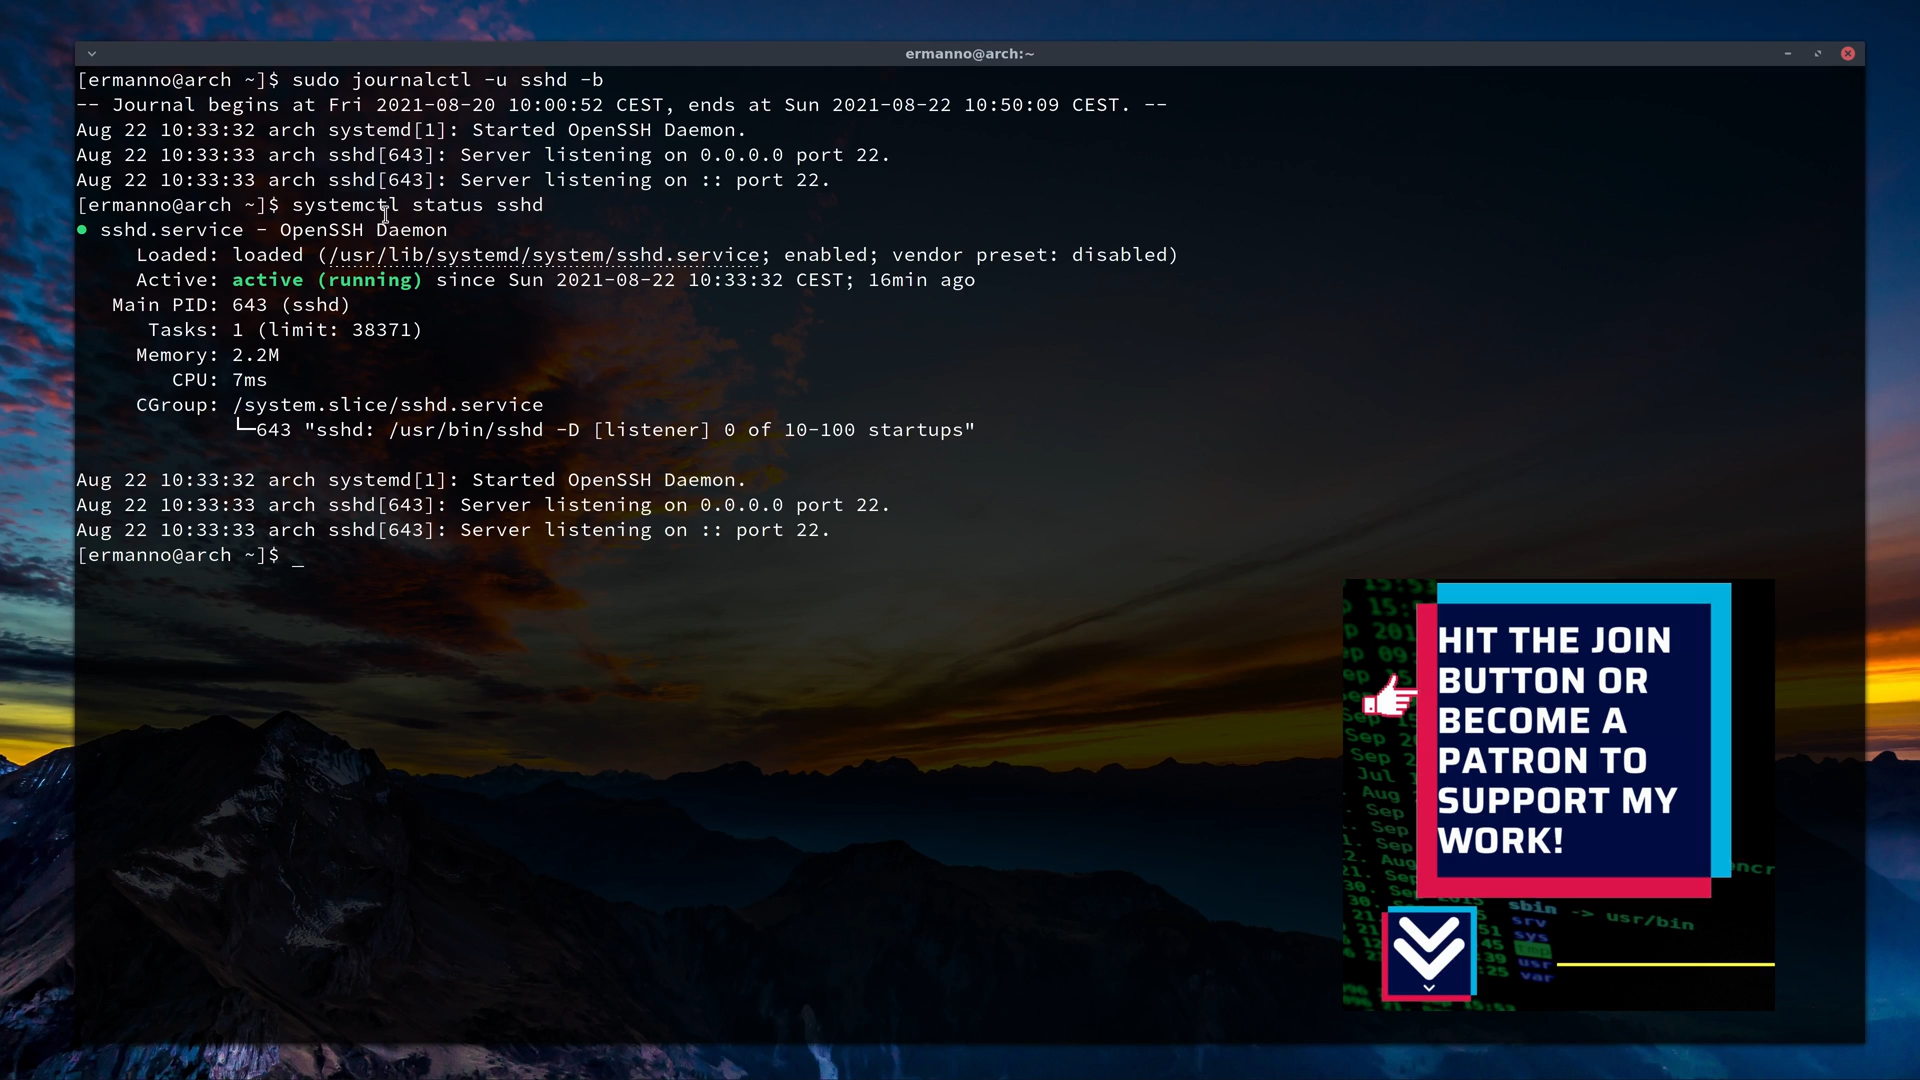 ermanno@arch:~
[ermanno@arch ~]$ sudo journalctl -u sshd -b
-- Journal begins at Fri 2021-08-20 10:00:52 CEST, ends at Sun 2021-08-22 10:50:09 CEST. --
Aug 22 10:33:32 arch systemd[1]: Started OpenSSH Daemon.
Aug 22 10:33:33 arch sshd[643]: Server listening on 0.0.0.0 port 22.
Aug 22 10:33:33 arch sshd[643]: Server listening on :: port 22.
[ermanno@arch ~]$ systemctl status sshd
● sshd.service - OpenSSH Daemon
     Loaded: loaded (/usr/lib/systemd/system/sshd.service; enabled; vendor preset: disabled)
     Active: active (running) since Sun 2021-08-22 10:33:32 CEST; 16min ago
   Main PID: 643 (sshd)
      Tasks: 1 (limit: 38371)
     Memory: 2.2M
        CPU: 7ms
     CGroup: /system.slice/sshd.service
             └─643 "sshd: /usr/bin/sshd -D [listener] 0 of 10-100 startups"
Aug 22 10:33:32 arch systemd[1]: Started OpenSSH Daemon.
Aug 22 10:33:33 arch sshd[643]: Server listening on 0.0.0.0 port 22.
Aug 22 10:33:33 arch sshd[643]: Server listening on :: port 22.
[ermanno@arch ~]$ _
HIT THE JOIN
BUTTON OR
BECOME A
PATRON TO
SUPPORT MY
WORK!
sbin -> usr/bin
srv
sys
tmp
usr
var